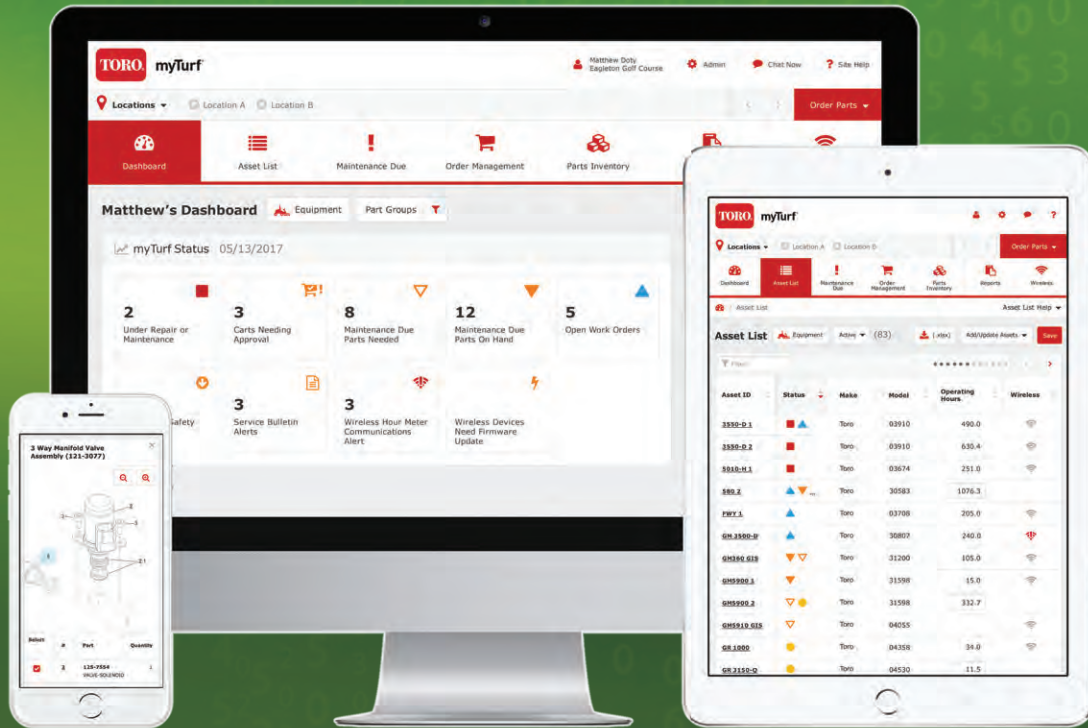 TORO. myTurf
Matthew Doty
Eagleton Golf Course
Admin
Chat Now
? Site Help
Locations
Location A
Location B
Order Parts
Dashboard
Asset List
Maintenance Due
Order Management
Parts Inventory
Matthew's Dashboard
Equipment
Part Groups
myTurf Status 05/13/2017
2
Under Repair or
Maintenance
3
Carts Needing
Approval
8
Maintenance Due
Parts Needed
12
Maintenance Due
Parts On Hand
5
Open Work Orders
Safety
3
Service Bulletin
Alerts
3
Wireless Hour Meter
Communications
Alert
Wireless Devices
Need Firmware
Update
3 Way Manifold Valve
Assembly (121-3077)
Select # Part Quantity
2 125-7554
VALVE-SOLENOID
TORO. myTurf
Locations
Location A
Location B
Order Parts
Dashboard
Asset List
Maintenance
Due
Order
Management
Parts
Inventory
Reports
Wireless
Asset List
Asset List Help
Asset List Equipment Active (83) [.xlsx] Add/Update Assets Save
Filter
Asset ID Status Make Model Operating Hours Wireless
3550-D 1 Toro 03910 490.0
3550-D 2 Toro 03910 630.4
5010-H 1 Toro 03674 251.0
580 2 ... Toro 30583 1076.3
FWY 1 Toro 03708 205.0
GM 3500-D Toro 30807 240.0
GM360 GIS Toro 31200 105.0
GM5900 1 Toro 31598 15.0
GM5900 2 Toro 31598 332.7
GM5910 GIS Toro 04055
GR 1000 Toro 04358 34.0
GR 3150-Q Toro 04530 11.5